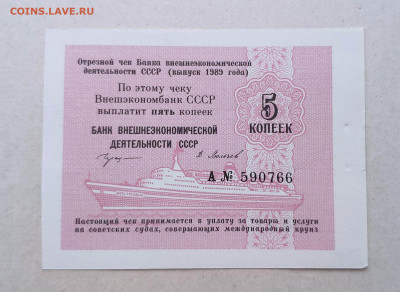 COINS.LAVE.RU
Отрезной чек Банка внешнеэкономической
деятельности СССР (выпуск 1989 года)
По этому чеку
Внешэкономбанк СССР
выплатит пять копеек
5
КОПЕЕК
БАНК ВНЕШНЕЭКОНОМИЧЕСКОЙ
ДЕЯТЕЛЬНОСТИ СССР
А № 590766
Настоящий чек принимается в уплату за товары и услуги
на советских судах, совершающих международный круиз